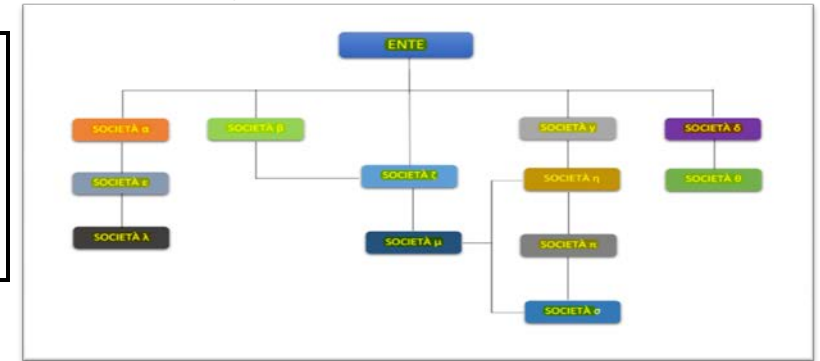 ENTE
SOCIETÀ α
SOCIETÀ β
SOCIETÀ γ
SOCIETÀ δ
SOCIETÀ ε
SOCIETÀ ζ
SOCIETÀ η
SOCIETÀ θ
SOCIETÀ λ
SOCIETÀ μ
SOCIETÀ π
SOCIETÀ σ